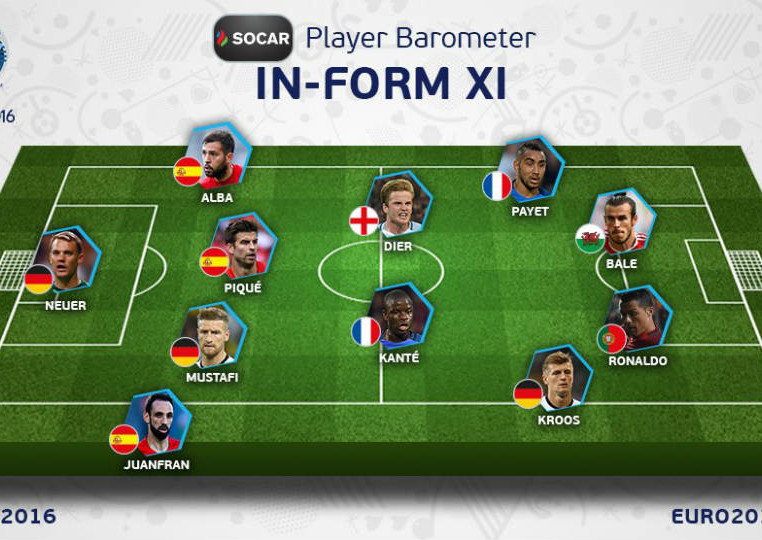 SOCAR Player Barometer
IN-FORM XI
016
ALBA
PAYET
DIER
BALE
PIQUÉ
NEUER
KANTÉ
RONALDO
MUSTAFI
KROOS
JUANFRAN
2016
EURO20